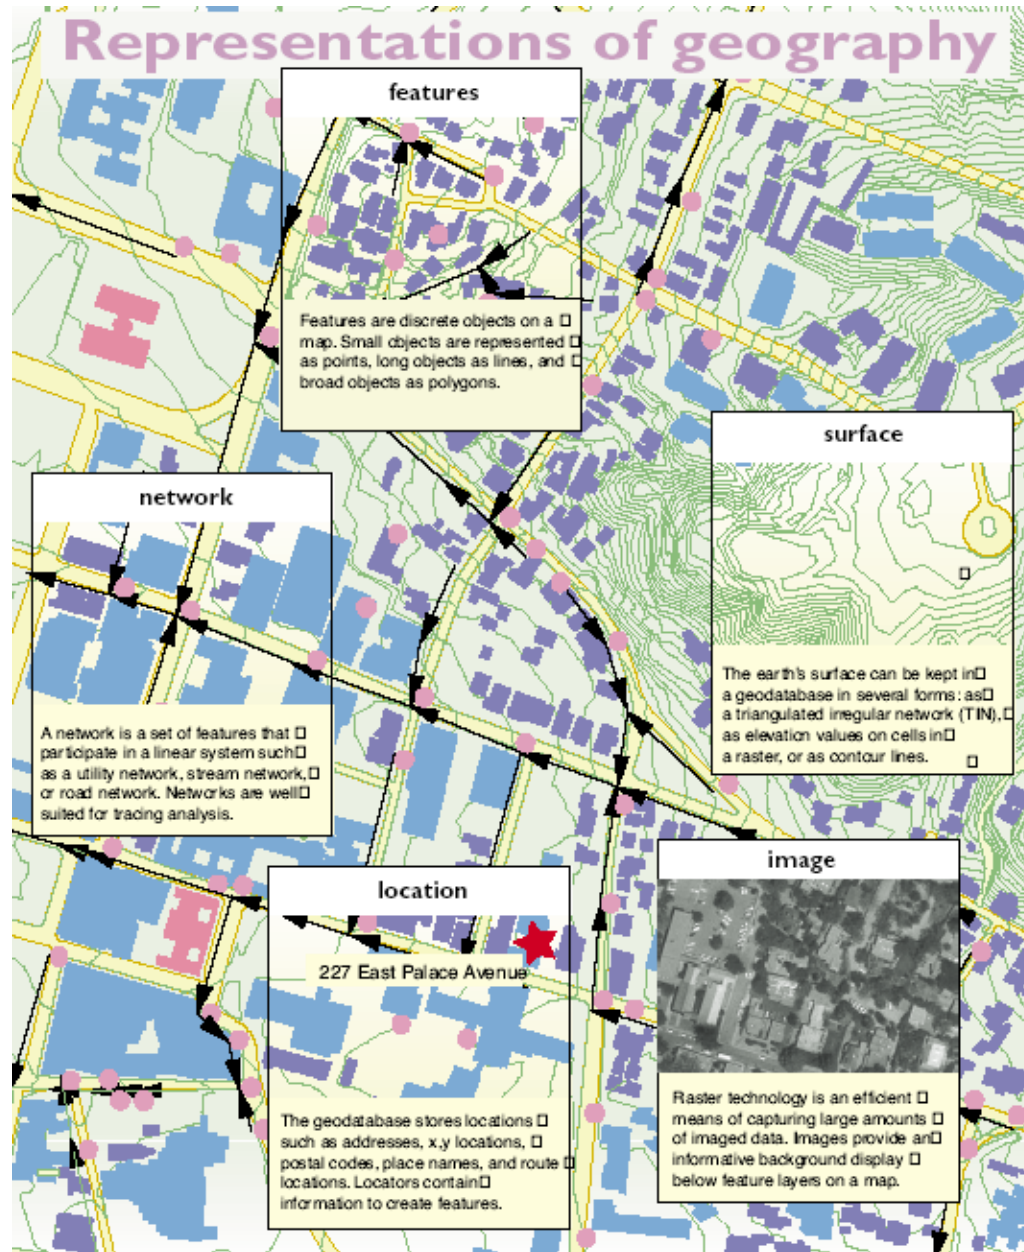 Representations of geography
features
Features are discrete objects on a
map. Small objects are represented
as points, long objects as lines, and
broad objects as polygons.
surface
The earth's surface can be kept in
a geodatabase in several forms: as
a triangulated irregular network (TIN),
as elevation values on cells in
a raster, or as contour lines.
network
A network is a set of features that
participate in a linear system such
as a utility network, stream network,
or road network. Networks are well
suited for tracing analysis.
location
227 East Palace Avenue
The geodatabase stores locations
such as addresses, x,y locations,
postal codes, place names, and route
locations. Locators contain
information to create features.
image
Raster technology is an efficient
means of capturing large amounts
of imaged data. Images provide an
informative background display
below feature layers on a map.